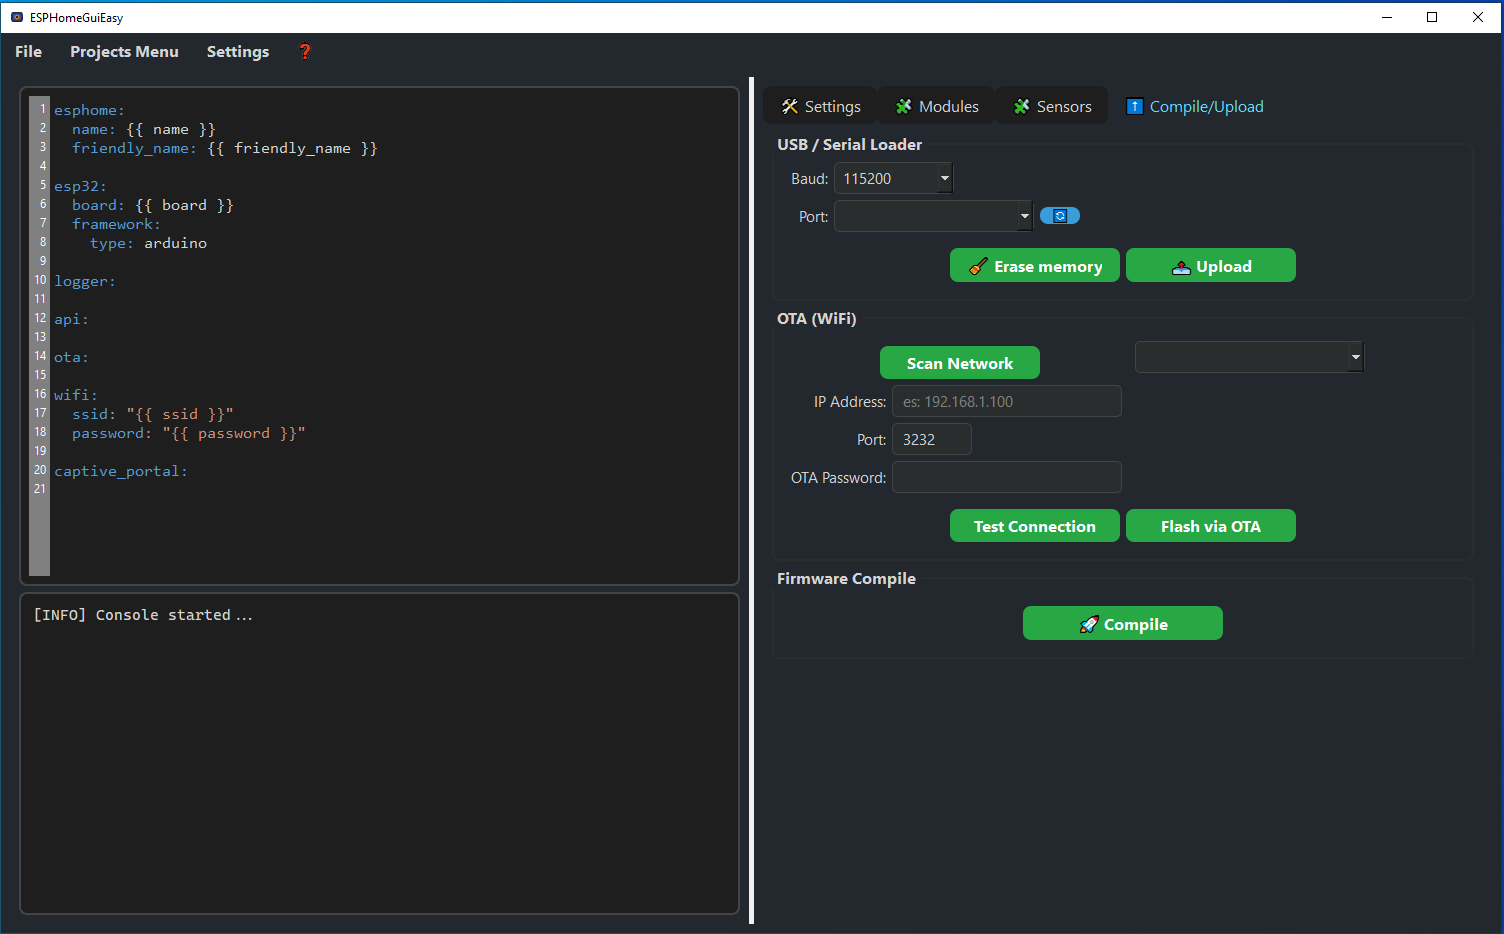 ESPHomeGuiEasy
File Projects Menu Settings ❓
1 esphome:
2   name: {{ name }}
3   friendly_name: {{ friendly_name }}
4
5 esp32:
6   board: {{ board }}
7   framework:
8     type: arduino
9
10 logger:
11
12 api:
13
14 ota:
15
16 wifi:
17   ssid: "{{ ssid }}"
18   password: "{{ password }}"
19
20 captive_portal:
21
[INFO] Console started...
Settings Modules Sensors Compile/Upload
USB / Serial Loader
Baud: 115200
Port:
Erase memory Upload
OTA (WiFi)
Scan Network
IP Address: es: 192.168.1.100
Port: 3232
OTA Password:
Test Connection Flash via OTA
Firmware Compile
Compile